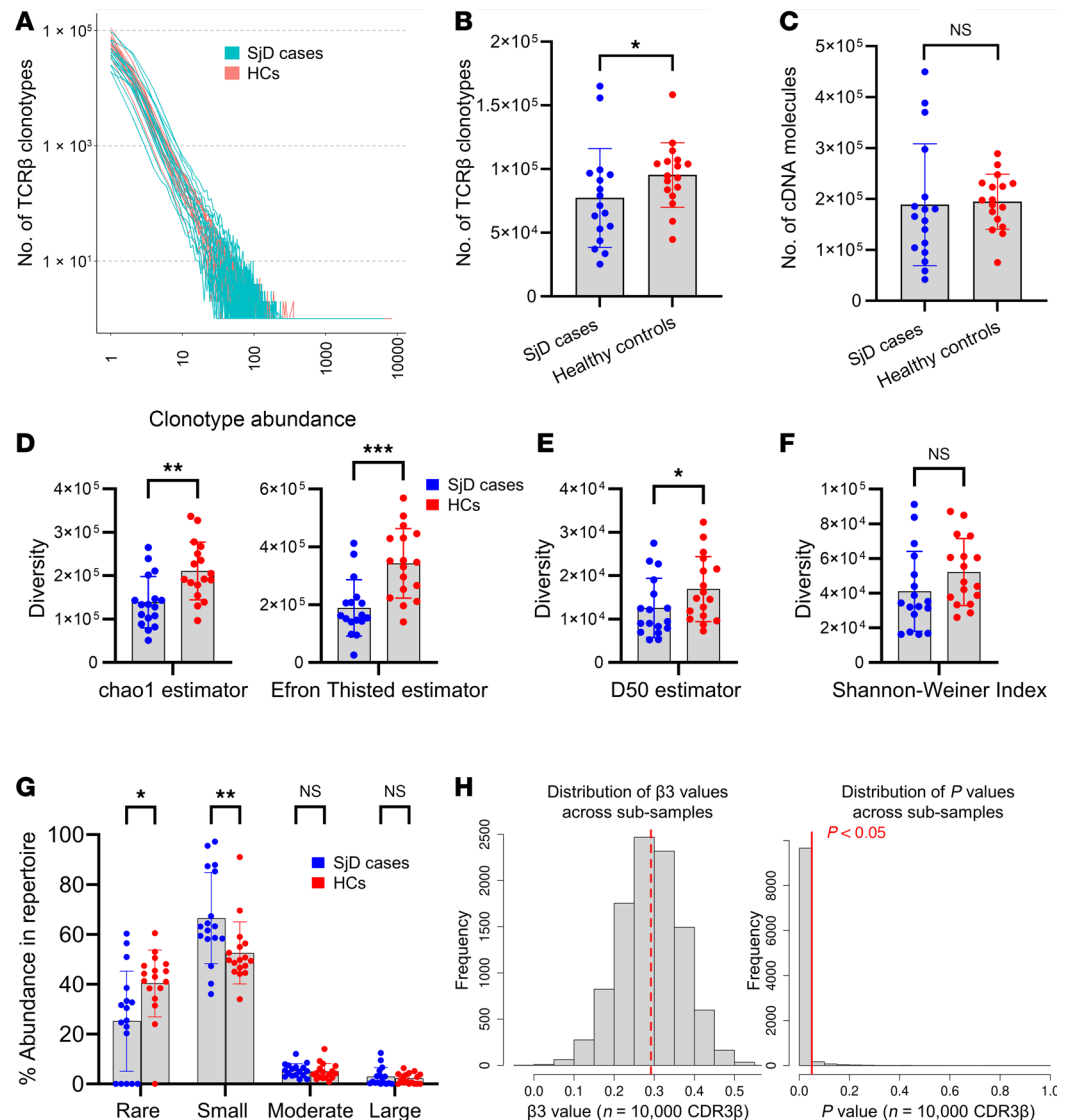 A
1 × 10⁵
1 × 10³
1 × 10¹
No. of TCRβ clonotypes
SjD cases
HCs
1
10
100
1000
10000
Clonotype abundance
B
No. of TCRβ clonotypes
2×10⁵
1.5×10⁵
1×10⁵
5×10⁴
0
*
SjD cases
Healthy controls
C
No. of cDNA molecules
5×10⁵
4×10⁵
3×10⁵
2×10⁵
1×10⁵
0
NS
SjD cases
Healthy controls
D
Diversity
4×10⁵
3×10⁵
2×10⁵
1×10⁵
0
**
chao1 estimator
Diversity
6×10⁵
4×10⁵
2×10⁵
0
***
SjD cases
HCs
Efron Thisted estimator
E
Diversity
4×10⁴
3×10⁴
2×10⁴
1×10⁴
0
*
D50 estimator
F
Diversity
1×10⁵
8×10⁴
6×10⁴
4×10⁴
2×10⁴
0
NS
Shannon-Weiner Index
G
% Abundance in repertoire
100
80
60
40
20
0
*
**
NS
NS
SjD cases
HCs
Rare
Small
Moderate
Large
H
Distribution of β3 values
across sub-samples
Frequency
2500
2000
1500
1000
500
0
0.0
0.1
0.2
0.3
0.4
0.5
β3 value (n = 10,000 CDR3β)
Distribution of P values
across sub-samples
P < 0.05
Frequency
8000
6000
4000
2000
0
0.0
0.2
0.4
0.6
0.8
P value (n = 10,000 CDR3β)